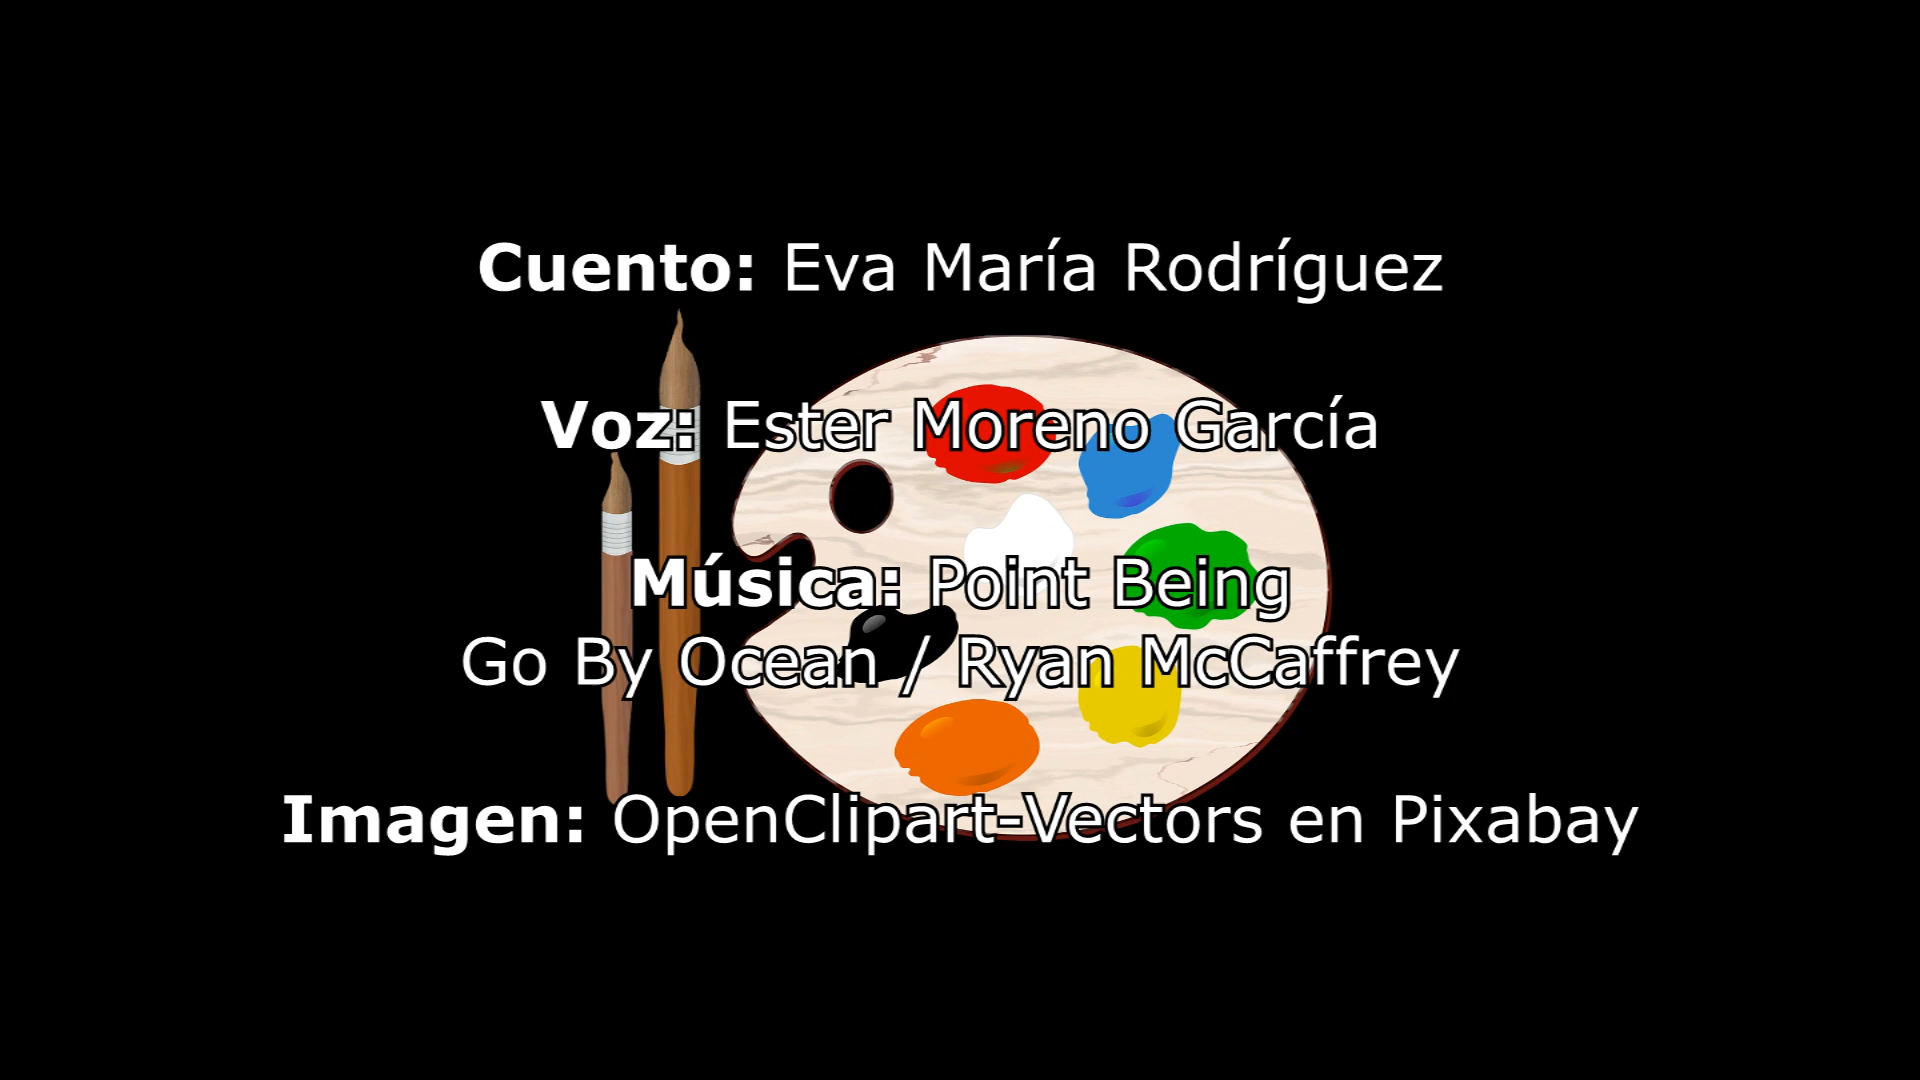 Cuento: Eva María Rodríguez
Voz: Ester Moreno García
Música: Point Being
Go By Ocean / Ryan McCaffrey
Imagen: OpenClipart-Vectors en Pixabay